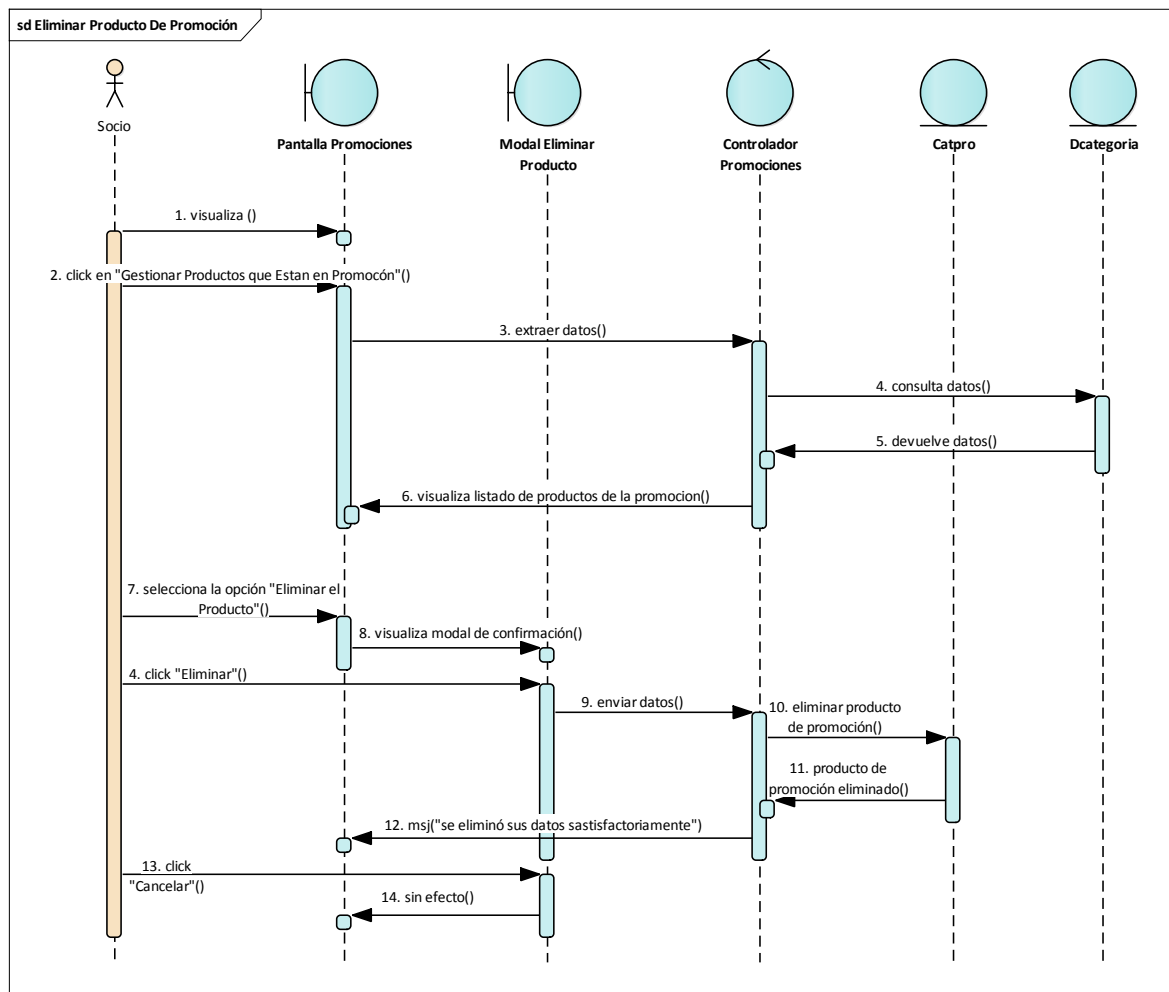 sd Eliminar Producto De Promoción
Socio
Pantalla Promociones
Modal Eliminar
Producto
Controlador
Promociones
Catpro
Dcategoria
1. visualiza ()
2. click en "Gestionar Productos que Estan en Promocón"()
3. extraer datos()
4. consulta datos()
5. devuelve datos()
6. visualiza listado de productos de la promocion()
7. selecciona la opción "Eliminar el
Producto"()
8. visualiza modal de confirmación()
4. click "Eliminar"()
9. enviar datos()
10. eliminar producto
de promoción()
11. producto de
promoción eliminado()
12. msj("se eliminó sus datos sastisfactoriamente")
13. click
"Cancelar"()
14. sin efecto()